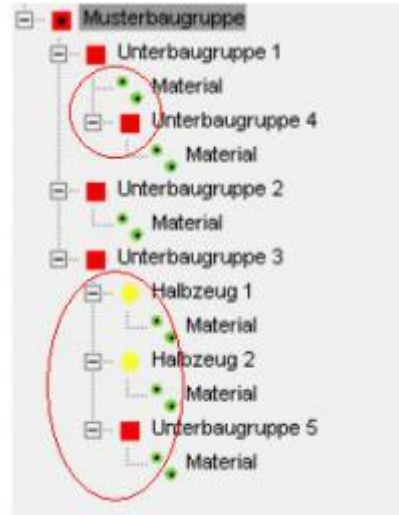 Musterbaugruppe
Unterbaugruppe 1
Material
Unterbaugruppe 4
Material
Unterbaugruppe 2
Material
Unterbaugruppe 3
Halbzeug 1
Material
Halbzeug 2
Material
Unterbaugruppe 5
Material